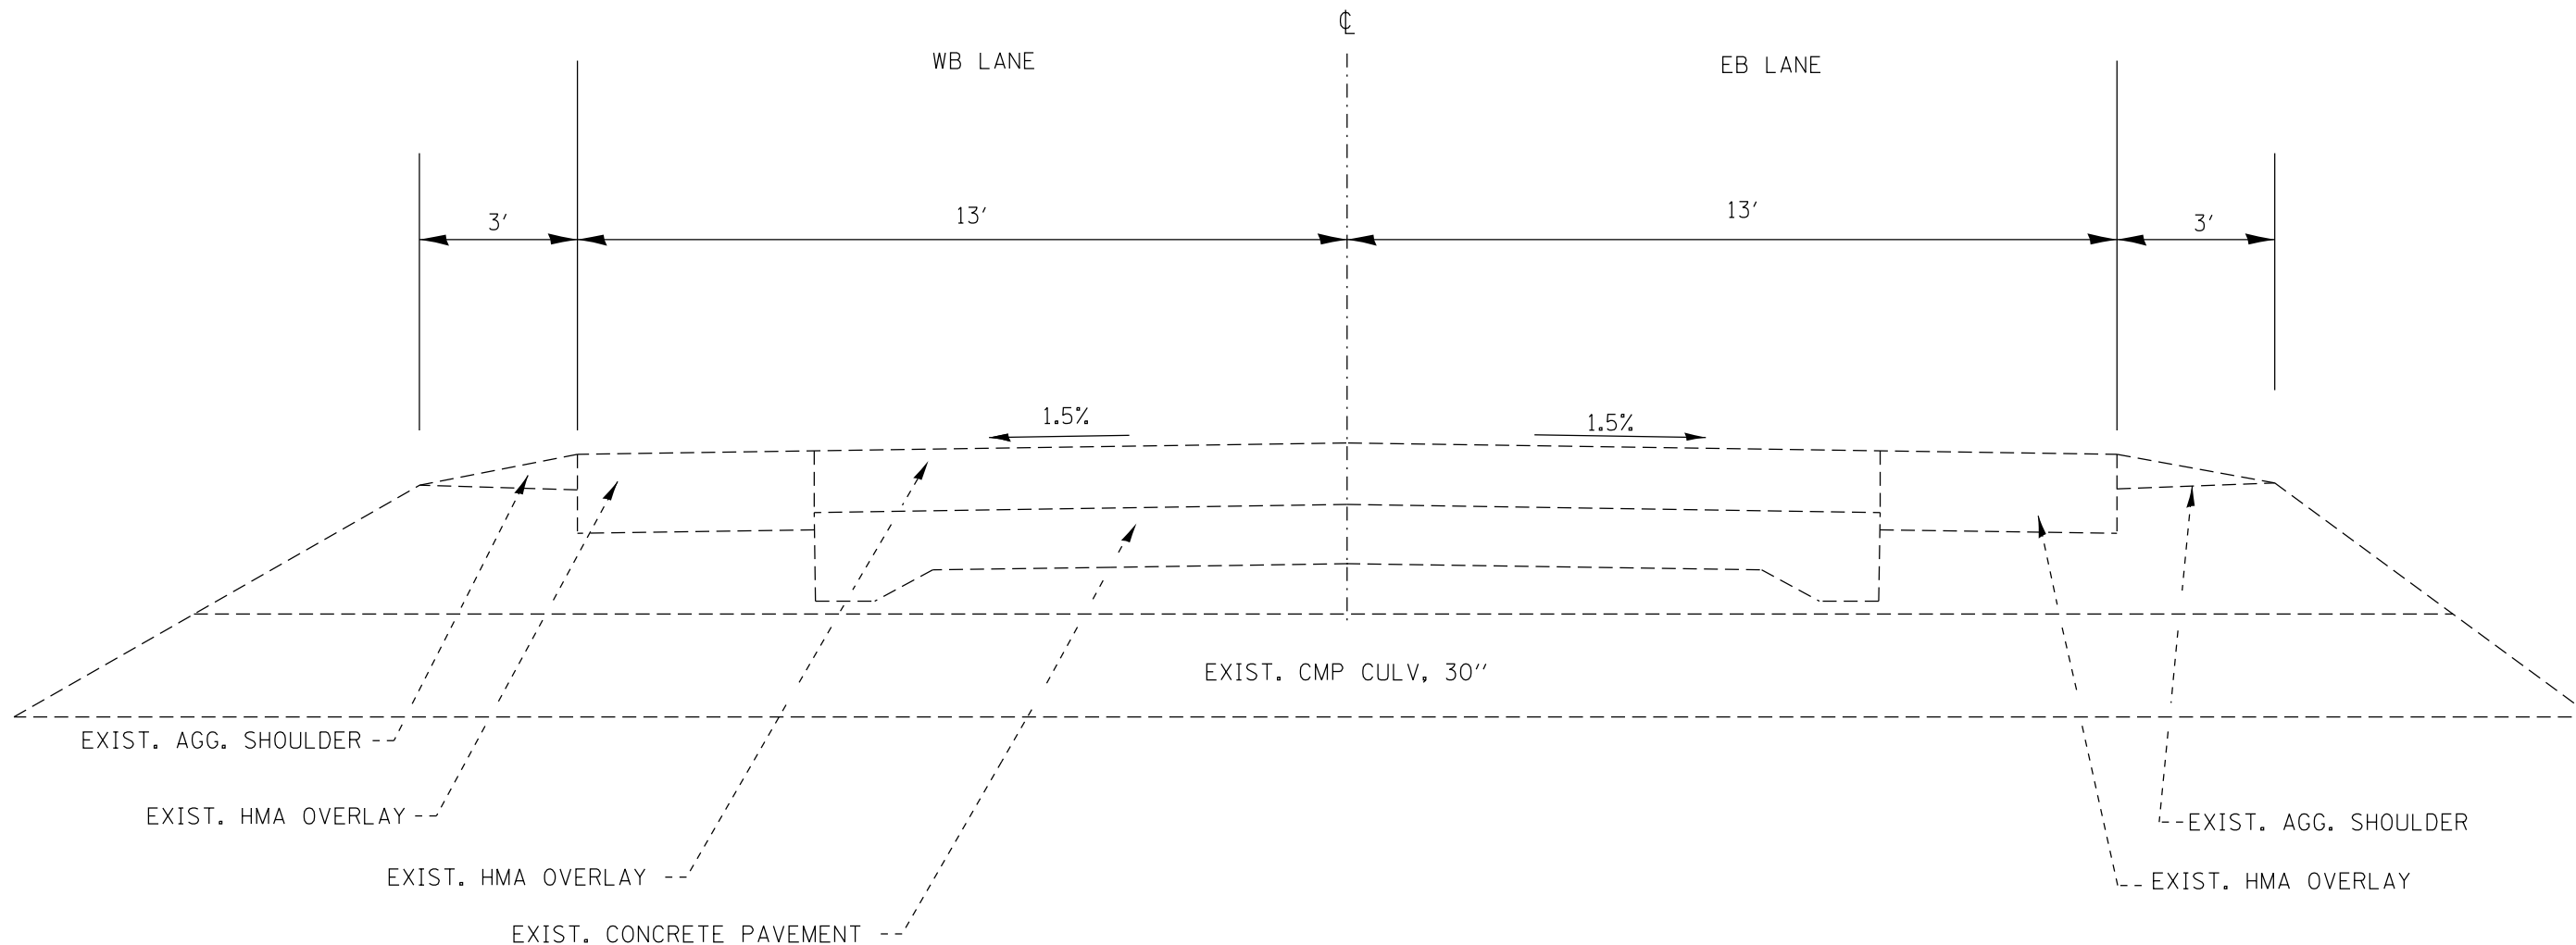 ℄
WB LANE
EB LANE
3'
13'
13'
3'
1.5%
1.5%
EXIST. CMP CULV, 30"
EXIST. AGG. SHOULDER
EXIST. HMA OVERLAY
EXIST. AGG. SHOULDER
EXIST. HMA OVERLAY
EXIST. HMA OVERLAY
EXIST. CONCRETE PAVEMENT